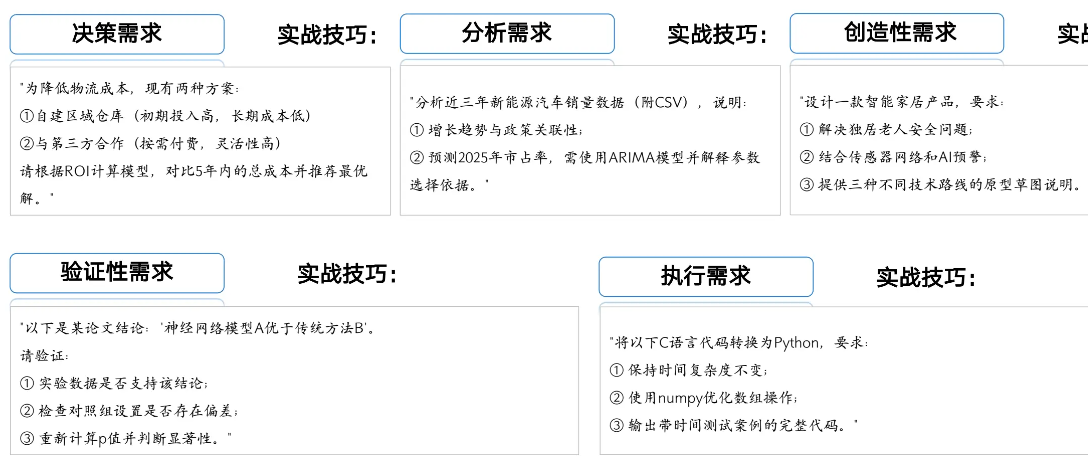 决策需求
实战技巧：
"为降低物流成本，现有两种方案：
①自建区域仓库（初期投入高，长期成本低）
②与第三方合作（按需付费，灵活性高）
请根据ROI计算模型，对比5年内的总成本并推荐最优
解。"
分析需求
实战技巧：
"分析近三年新能源汽车销量数据（附CSV），说明：
① 增长趋势与政策关联性；
② 预测2025年市占率，需使用ARIMA模型并解释参数
选择依据。"
创造性需求
实战
"设计一款智能家居产品，要求：
① 解决独居老人安全问题；
② 结合传感器网络和AI预警；
③ 提供三种不同技术路线的原型草图说明。
验证性需求
实战技巧：
"以下是某论文结论：'神经网络模型A优于传统方法B'。
请验证：
① 实验数据是否支持该结论；
② 检查对照组设置是否存在偏差；
③ 重新计算p值并判断显著性。"
执行需求
实战技巧：
"将以下C语言代码转换为Python，要求：
① 保持时间复杂度不变；
② 使用numpy优化数组操作；
③ 输出带时间测试案例的完整代码。"